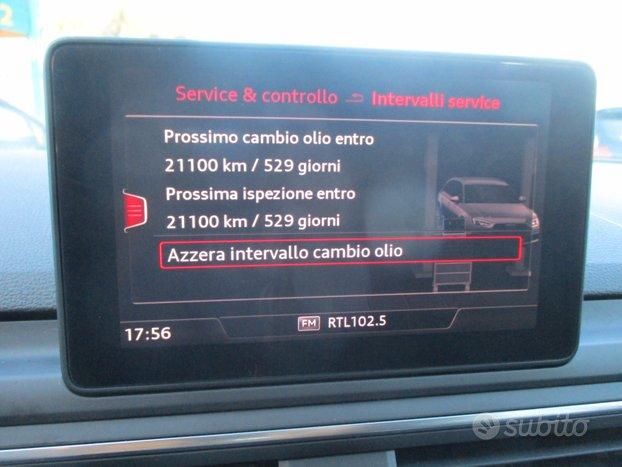 Service & controllo Intervalli service
Prossimo cambio olio entro
21100 km / 529 giorni
Prossima ispezione entro
21100 km / 529 giorni
Azzera intervallo cambio olio
17:56
FM RTL102.5
subito
2